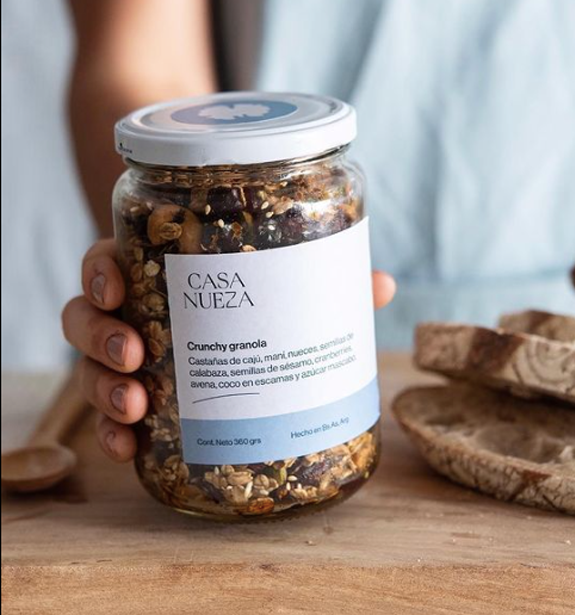 CASA
NUEZA
Crunchy granola
Castañas de cajú, maní, nueces, semillas de
calabaza, semillas de sésamo, cranberries,
avena, coco en escamas y azúcar mascabo.
Cont. Neto 360 grs
Hecho en Bs As, Arg